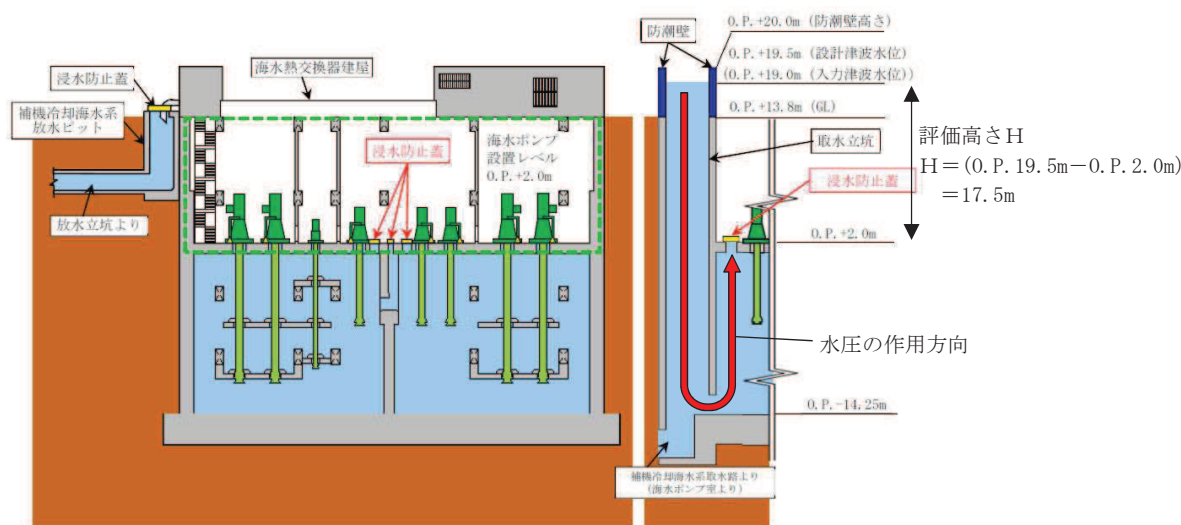 浸水防止蓋
補機冷却海水系
放水ピット
放水立坑より
海水熱交換器建屋
海水ポンプ
設置レベル
O.P.+2.0m
浸水防止蓋
防潮壁
O.P.+20.0m (防潮壁高さ)
O.P.+19.5m (設計津波水位)
(O.P.+19.0m (入力津波水位))
O.P.+13.8m (GL)
取水立坑
浸水防止蓋
O.P.+2.0m
評価高さH
H=(O.P.19.5m-O.P.2.0m)
=17.5m
水圧の作用方向
O.P.-14.25m
補機冷却海水系取水路より
(海水ポンプ室より)